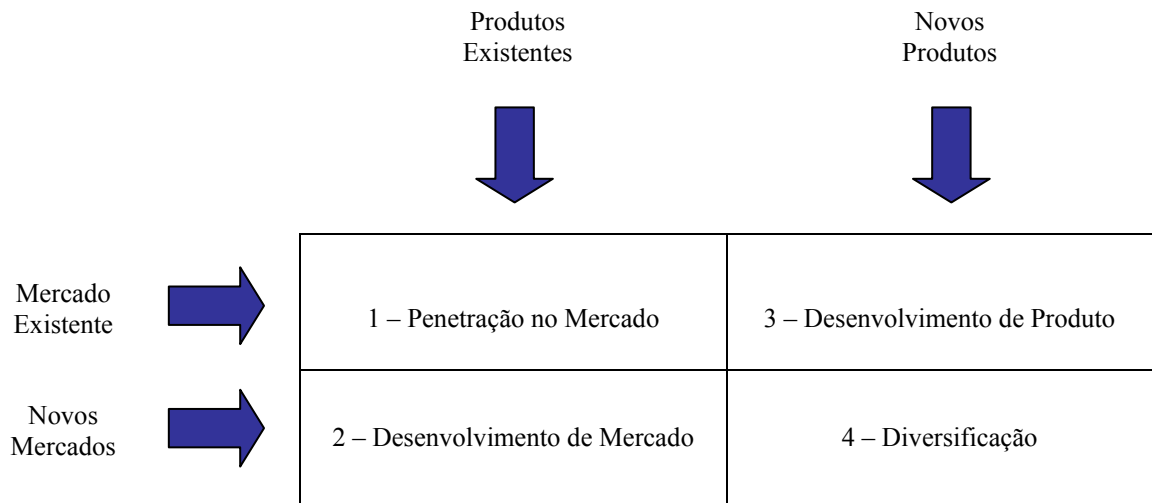 Produtos
Existentes
Novos
Produtos
Mercado
Existente
1 – Penetração no Mercado
3 – Desenvolvimento de Produto
Novos
Mercados
2 – Desenvolvimento de Mercado
4 – Diversificação